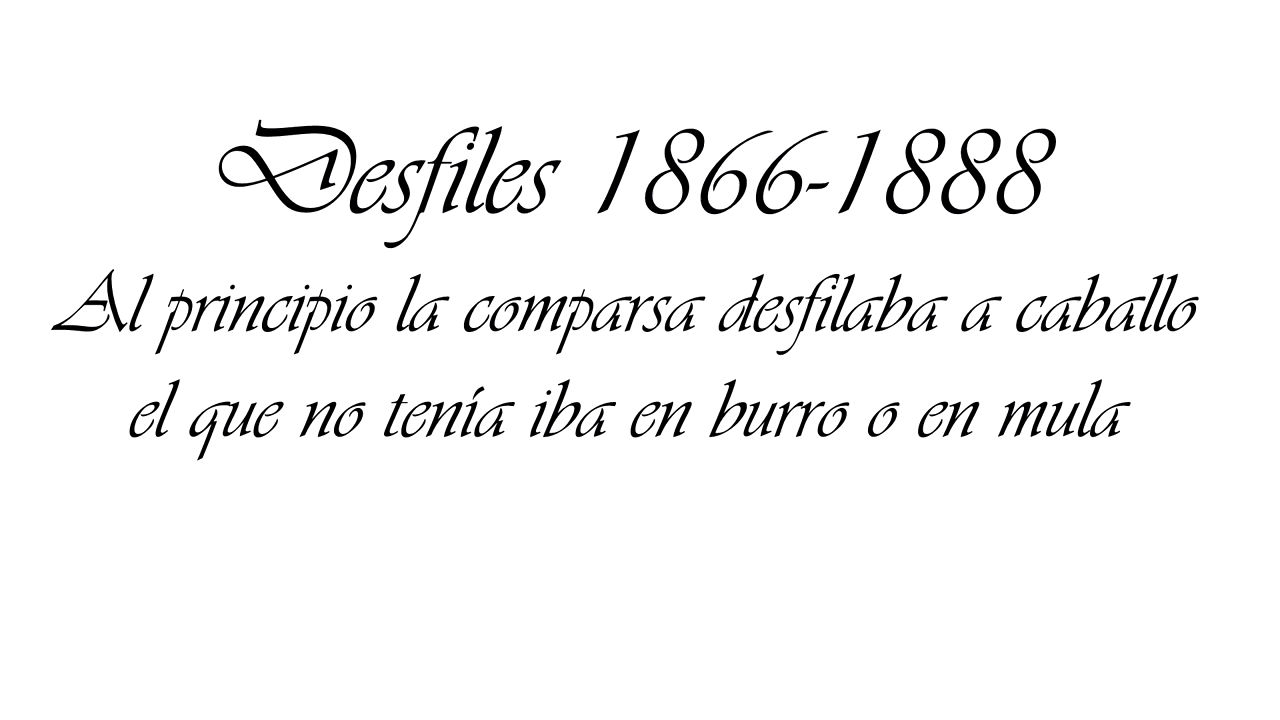 Desfiles 1866-1888
Al principio la comparsa desfilaba a caballo
el que no tenía iba en burro o en mula